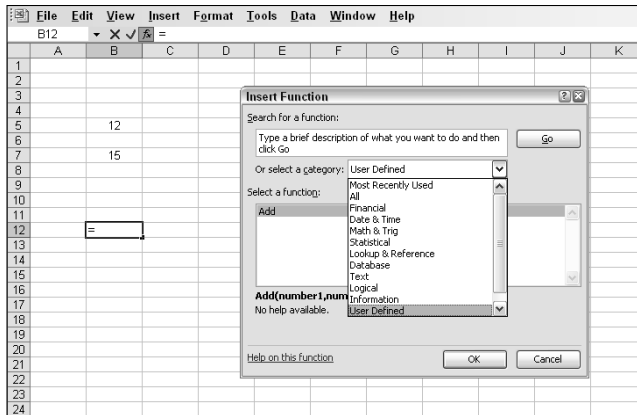 File Edit View Insert Format Tools Data Window Help
B12 fx =
A B C D E F G H I J K
1
2
3
4
5 12
6
7 15
8
9
10
11
12 =
13
14
15
16
17
18
19
20
21
22
23
24
Insert Function
Search for a function:
Type a brief description of what you want to do and then
click Go
Go
Or select a category: User Defined
Most Recently Used
All
Financial
Date & Time
Math & Trig
Statistical
Lookup & Reference
Database
Text
Logical
Information
User Defined
Select a function:
Add
Add(number1,num
No help available.
Help on this function
OK Cancel